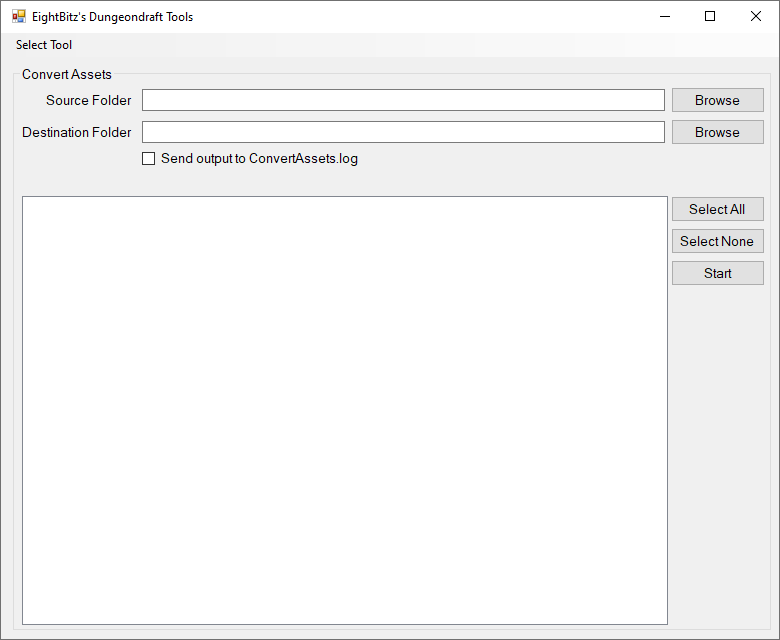 EightBitz's Dungeondraft Tools
Select Tool
Convert Assets
Source Folder
Browse
Destination Folder
Browse
Send output to ConvertAssets.log
Select All
Select None
Start